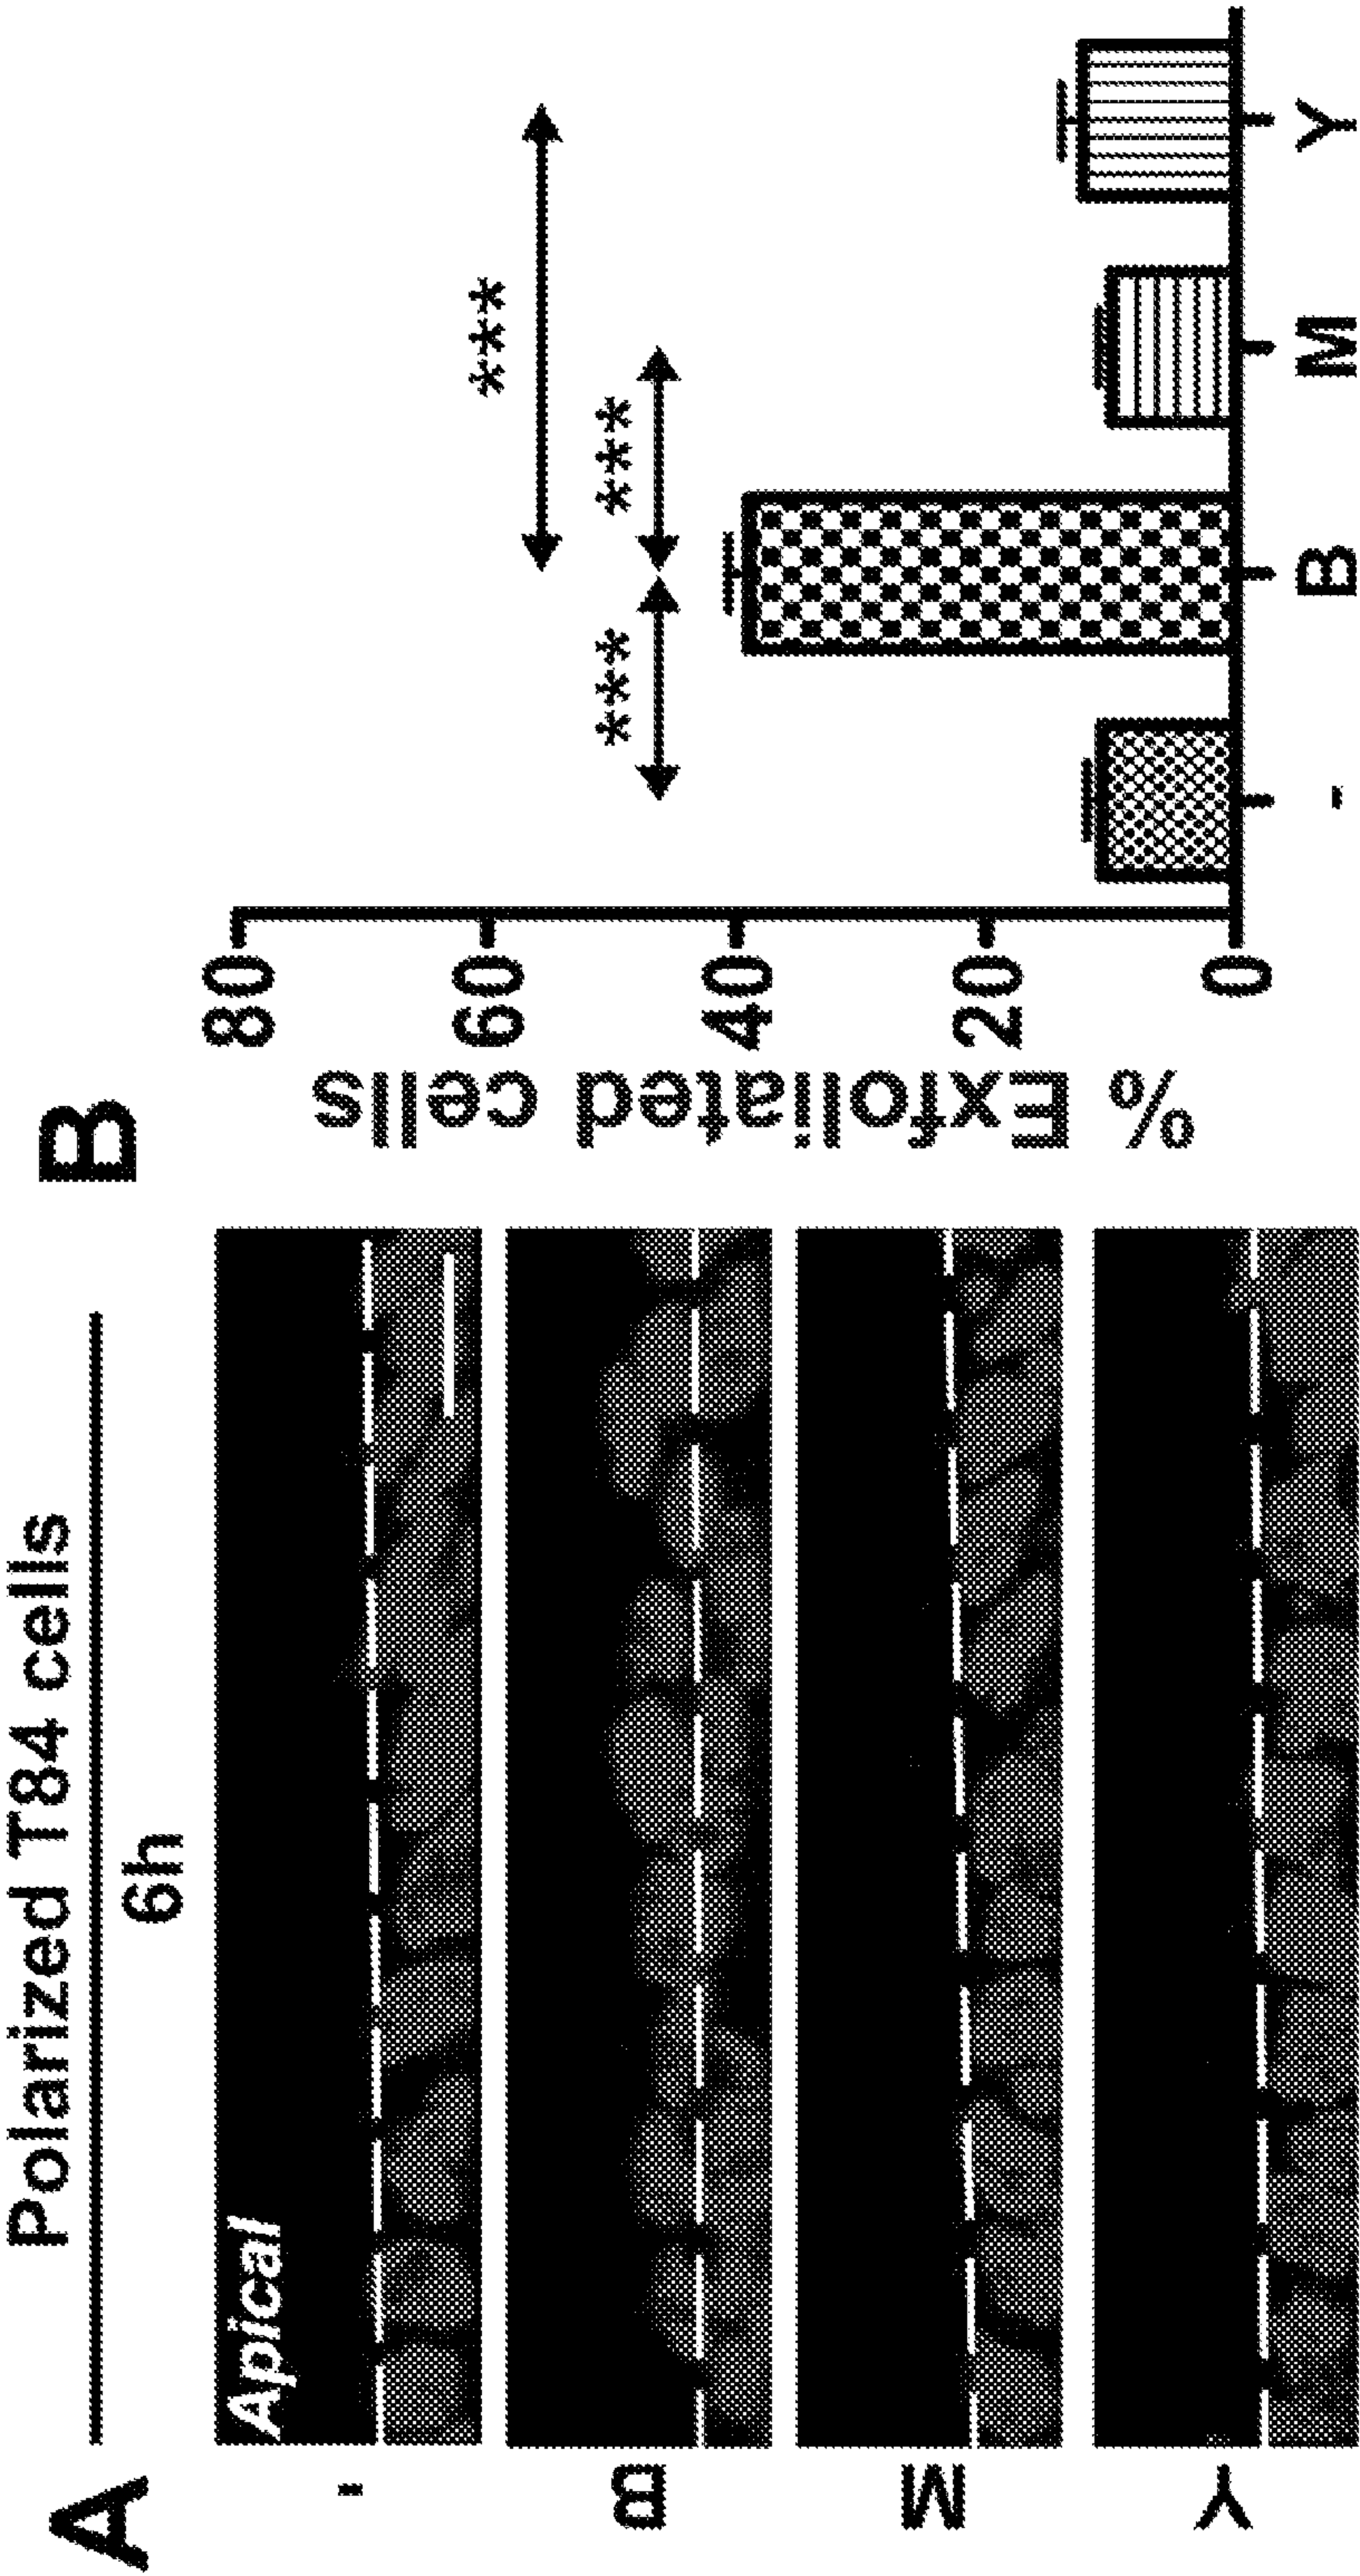 A
Polarized T84 cells
6h
Apical
-
B
M
Y
B
% Exfoliated cells
80
60
40
20
0
***
***
***
-
B
M
Y